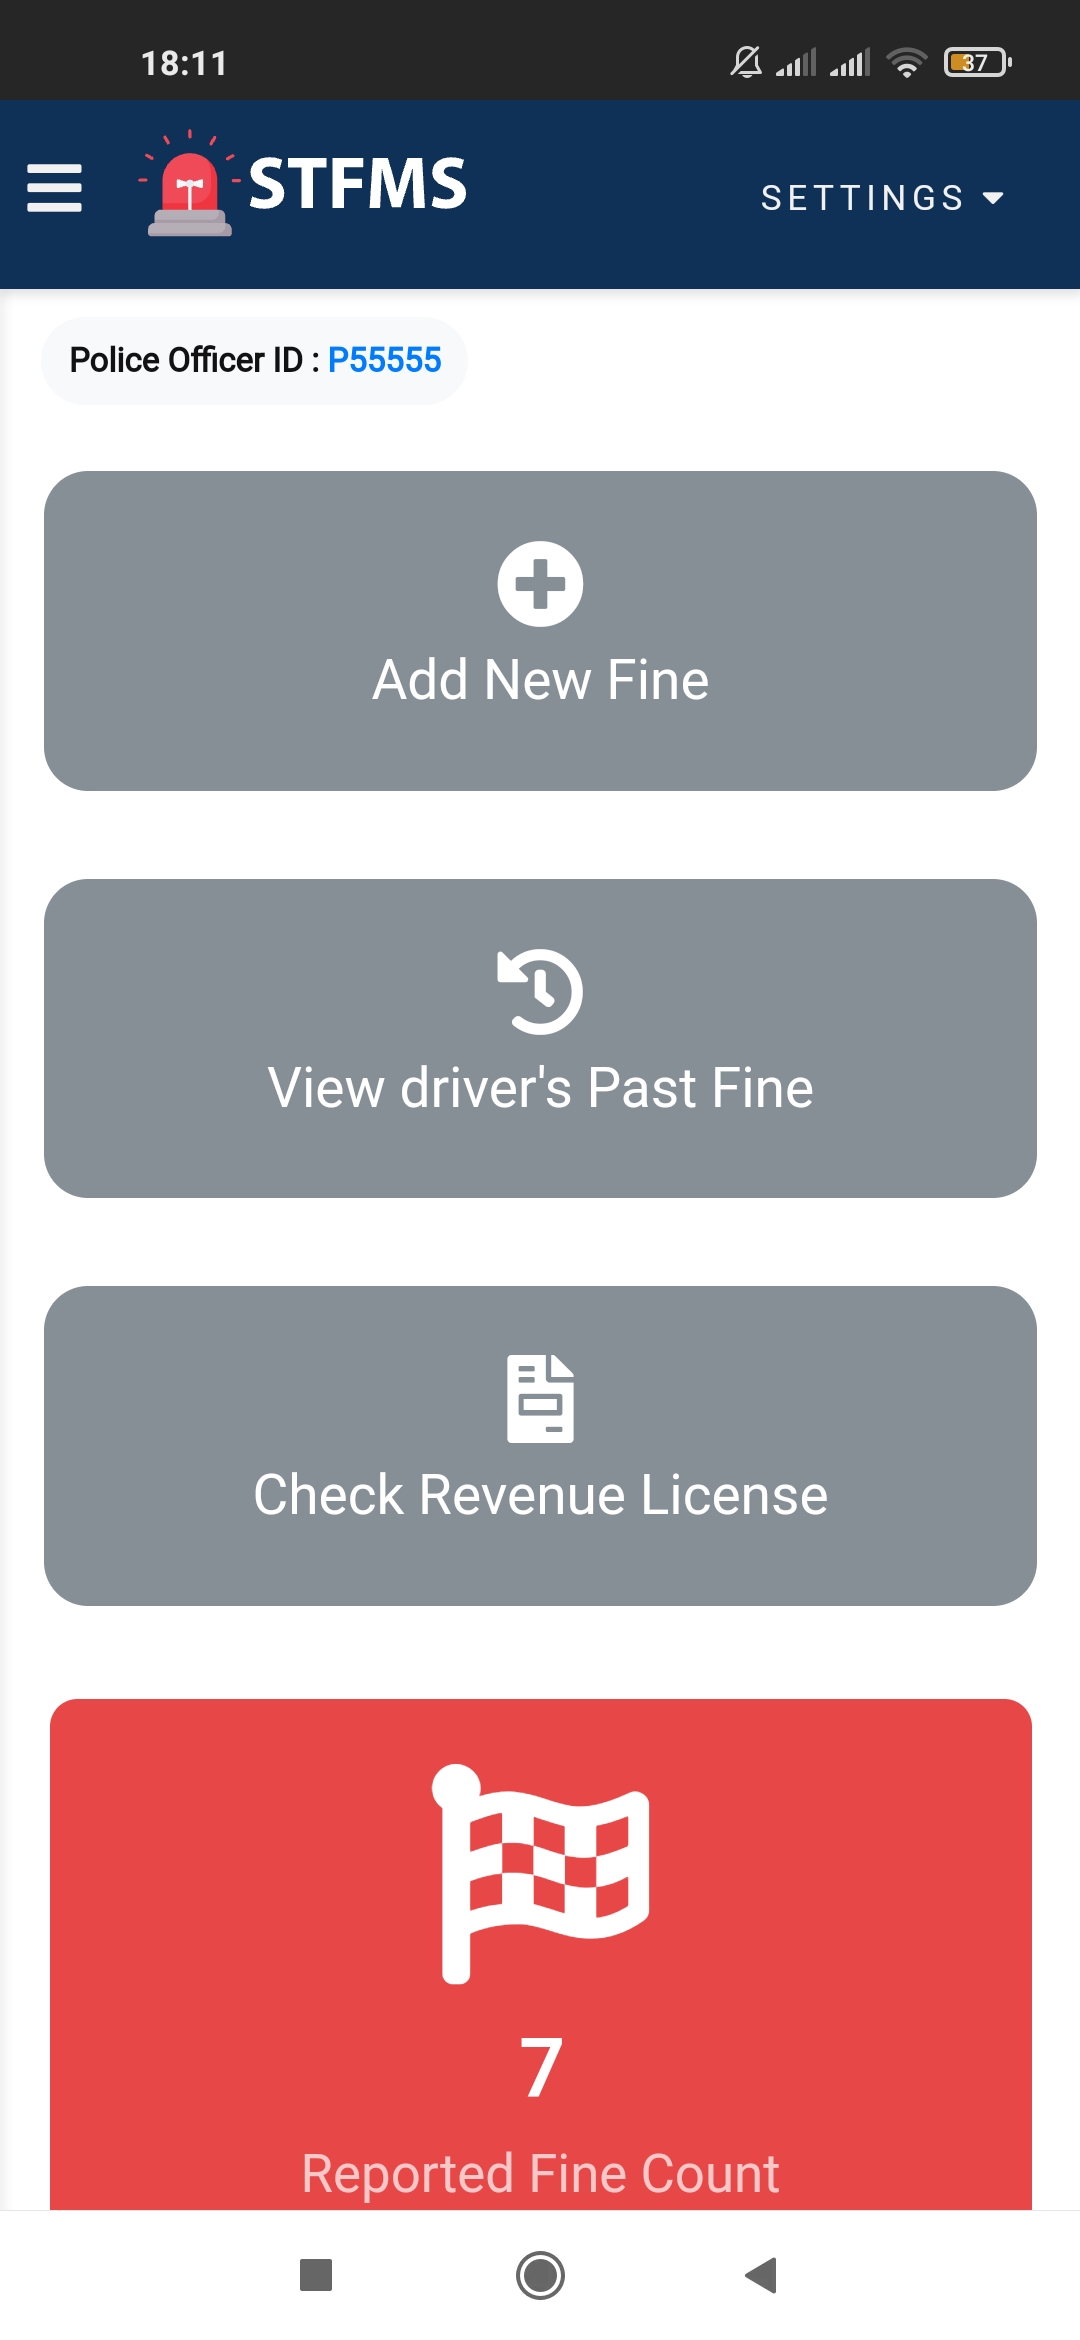 18:11
37
STFMS
SETTINGS
Police Officer ID : P55555
Add New Fine
View driver's Past Fine
Check Revenue License
7
Reported Fine Count